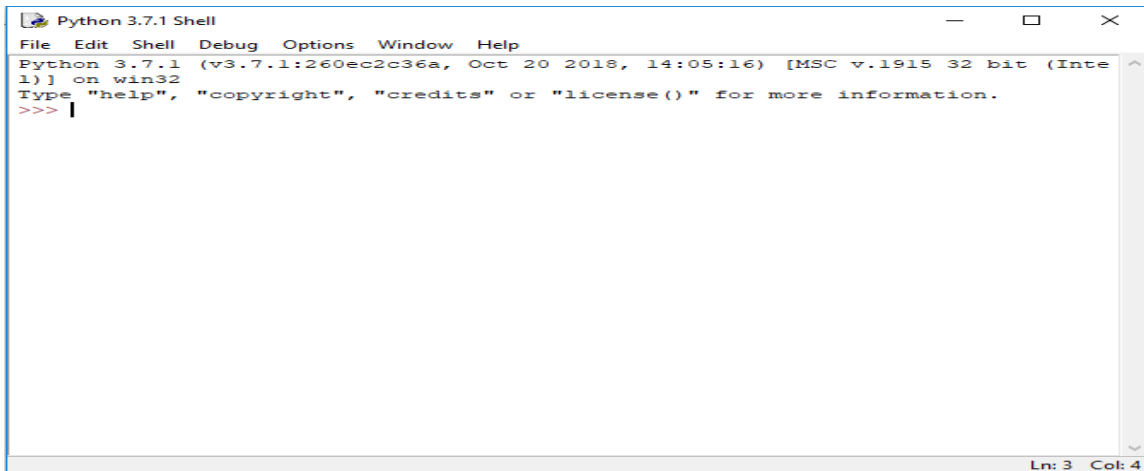 Python 3.7.1 Shell
File Edit Shell Debug Options Window Help
Python 3.7.1 (v3.7.1:260ec2c36a, Oct 20 2018, 14:05:16) [MSC v.1915 32 bit (Inte
l)] on win32
Type "help", "copyright", "credits" or "license()" for more information.
>>>
Ln: 3 Col: 4